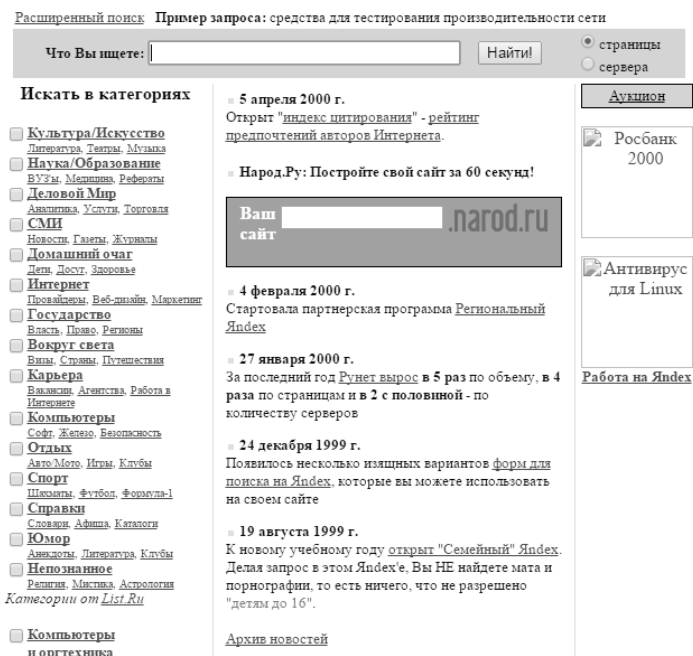 Расширенный поиск Пример запроса: средства для тестирования производительности сети
Что Вы ищете: Найти! страницы
сервера
Искать в категориях
Культура/Искусство
Литература, Театры, Музыка
Наука/Образование
ВУЗ'ы, Медицина, Рефераты
Деловой Мир
Аналитика, Услуги, Торговля
СМИ
Новости, Газеты, Журналы
Домашний очаг
Дети, Досуг, Здоровье
Интернет
Провайдеры, Веб-дизайн, Маркетинг
Государство
Власть, Право, Регионы
Вокруг света
Визы, Страны, Путешествия
Карьера
Вакансии, Агентства, Работа в
Интернете
Компьютеры
Софт, Железо, Безопасность
Отдых
Авто/Мото, Игры, Клубы
Спорт
Шахматы, Футбол, Формула-1
Справки
Словари, Афиша, Каталоги
Юмор
Анекдоты, Литература, Клубы
Непознанное
Религия, Мистика, Астрология
Категории от List.Ru
Компьютеры
и оргтехника
5 апреля 2000 г.
Открыт "индекс цитирования" - рейтинг
предпочтений авторов Интернета.
Народ.Ру: Постройте свой сайт за 60 секунд!
Ваш
сайт
.narod.ru
4 февраля 2000 г.
Стартовала партнерская программа Региональный
Яndex
27 января 2000 г.
За последний год Рунет вырос в 5 раз по объему, в 4
раза по страницам и в 2 с половиной - по
количеству серверов
24 декабря 1999 г.
Появилось несколько изящных вариантов форм для
поиска на Яndex, которые вы можете использовать
на своем сайте
19 августа 1999 г.
К новому учебному году открыт "Семейный" Яndex.
Делая запрос в этом Яndex'е, Вы НЕ найдете мата и
порнографии, то есть ничего, что не разрешено
"детям до 16".
Архив новостей
Аукцион
Росбанк
2000
Антивирус
для Linux
Работа на Яndex